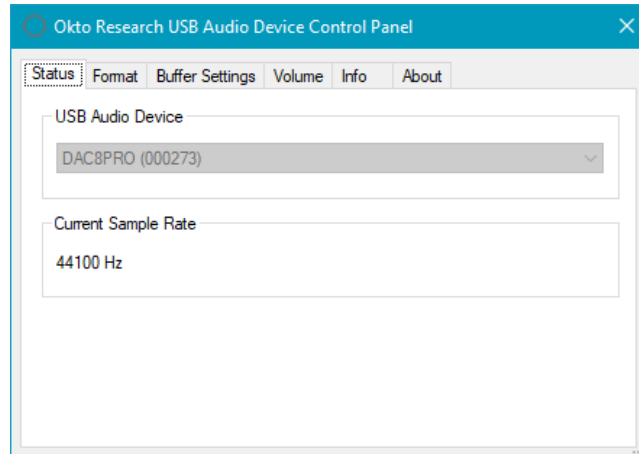 Okto Research USB Audio Device Control Panel
Status Format Buffer Settings Volume Info About
USB Audio Device
DAC8PRO (000273)
Current Sample Rate
44100 Hz